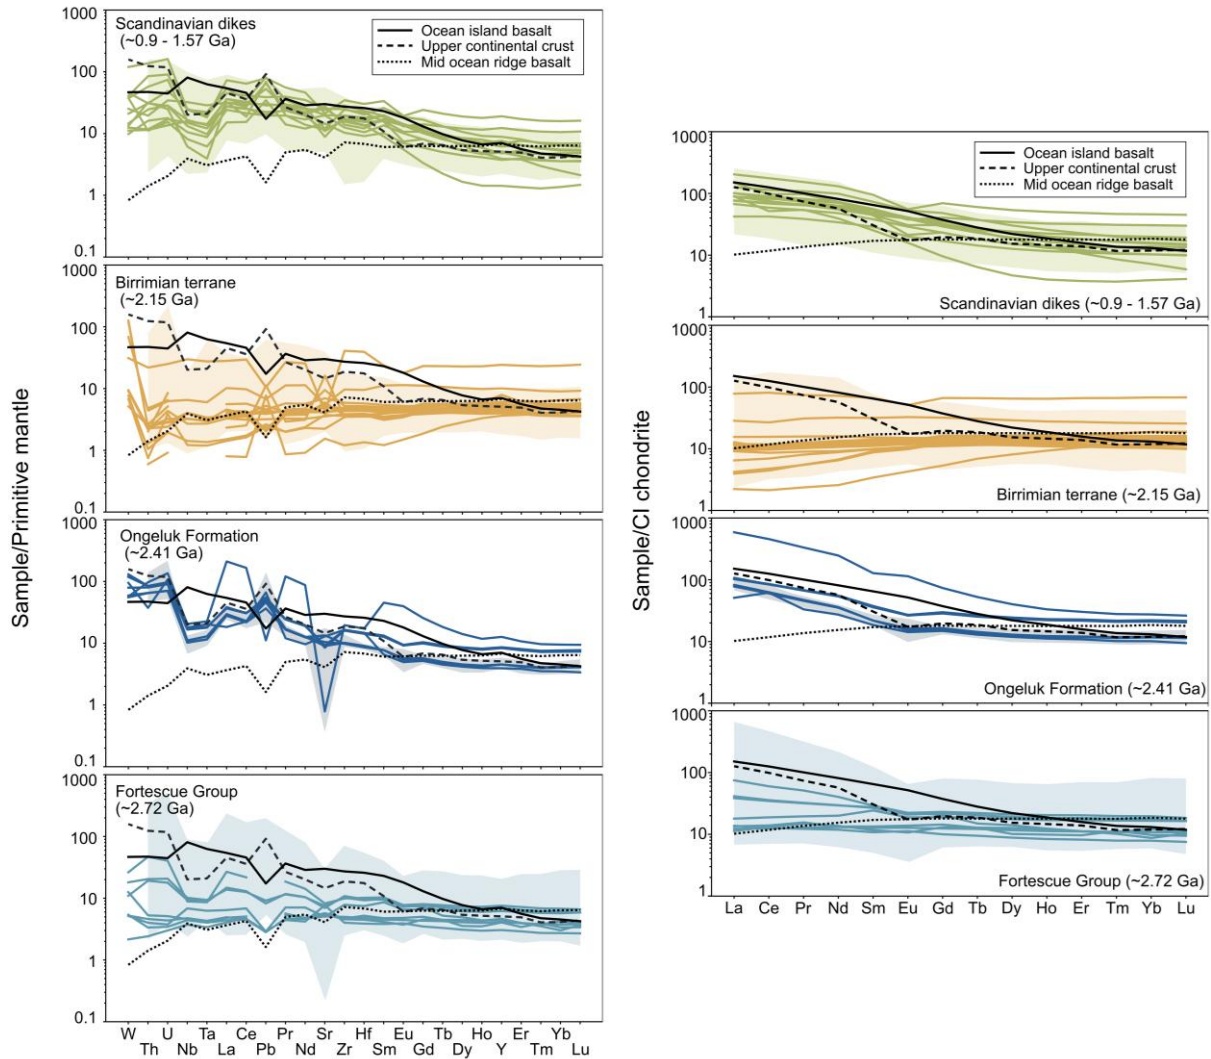 Sample/Primitive mantle
1000
100
10
1
0.1
Scandinavian dikes
(~0.9 - 1.57 Ga)
Ocean island basalt
Upper continental crust
Mid ocean ridge basalt
1000
100
10
1
0.1
Birrimian terrane
(~2.15 Ga)
1000
100
10
1
0.1
Ongeluk Formation
(~2.41 Ga)
1000
100
10
1
0.1
Fortescue Group
(~2.72 Ga)
W U Ta Ce Pr Sr Hf Eu Tb Ho Er Yb
Th Nb La Pb Nd Zr Sm Gd Dy Y Tm Lu
Sample/CI chondrite
1000
100
10
1
Ocean island basalt
Upper continental crust
Mid ocean ridge basalt
Scandinavian dikes (~0.9 - 1.57 Ga)
1000
100
10
1
Birrimian terrane (~2.15 Ga)
1000
100
10
1
Ongeluk Formation (~2.41 Ga)
1000
100
10
1
Fortescue Group (~2.72 Ga)
La Ce Pr Nd Sm Eu Gd Tb Dy Ho Er Tm Yb Lu